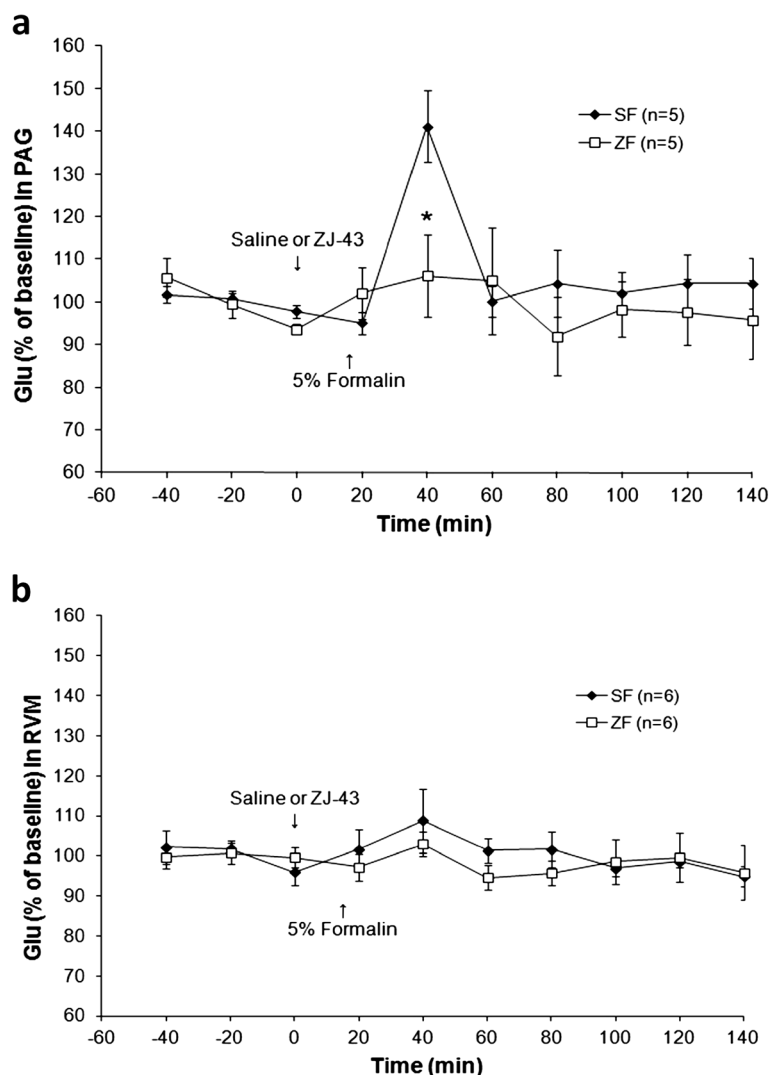 a
160
150
140
130
120
110
100
90
80
70
60
Glu (% of baseline) In PAG
SF (n=5)
ZF (n=5)
*
Saline or ZJ-43
↓
↑
5% Formalin
-60 -40 -20 0 20 40 60 80 100 120 140
Time (min)
b
160
150
140
130
120
110
100
90
80
70
60
Glu (% of baseline) In RVM
SF (n=6)
ZF (n=6)
Saline or ZJ-43
↓
↑
5% Formalin
-60 -40 -20 0 20 40 60 80 100 120 140
Time (min)